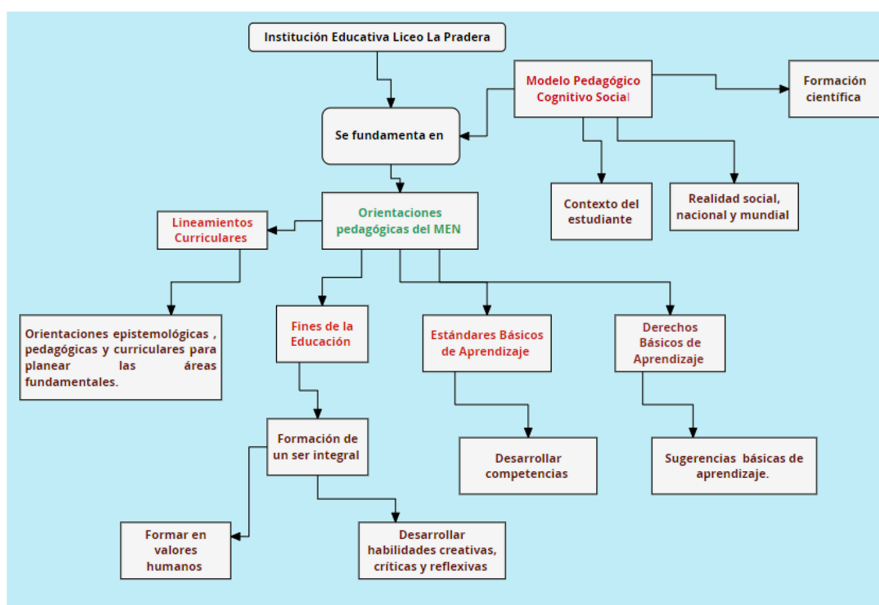 Institución Educativa Liceo La Pradera
Modelo Pedagógico
Cognitivo Social
Formación
científica
Se fundamenta en
Contexto del
estudiante
Realidad social,
nacional y mundial
Orientaciones
pedagógicas del MEN
Lineamientos
Curriculares
Orientaciones epistemológicas ,
pedagógicas y curriculares para
planear las áreas
fundamentales.
Fines de la
Educación
Estándares Básicos
de Aprendizaje
Derechos
Básicos de
Aprendizaje
Formación de
un ser integral
Desarrollar
competencias
Sugerencias básicas de
aprendizaje.
Formar en
valores
humanos
Desarrollar
habilidades creativas,
críticas y reflexivas